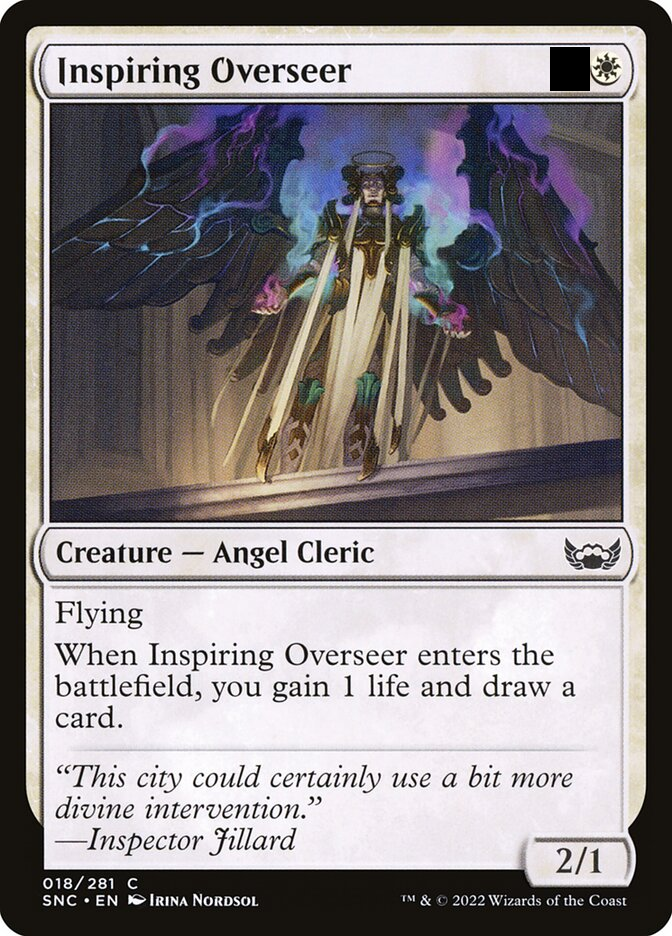 Inspiring Overseer
Creature — Angel Cleric
Flying
When Inspiring Overseer enters the
battlefield, you gain 1 life and draw a
card.
“This city could certainly use a bit more
divine intervention.”
—Inspector Jillard
2/1
018/281 C
SNC • EN Irina Nordsol
™ & © 2022 Wizards of the Coast